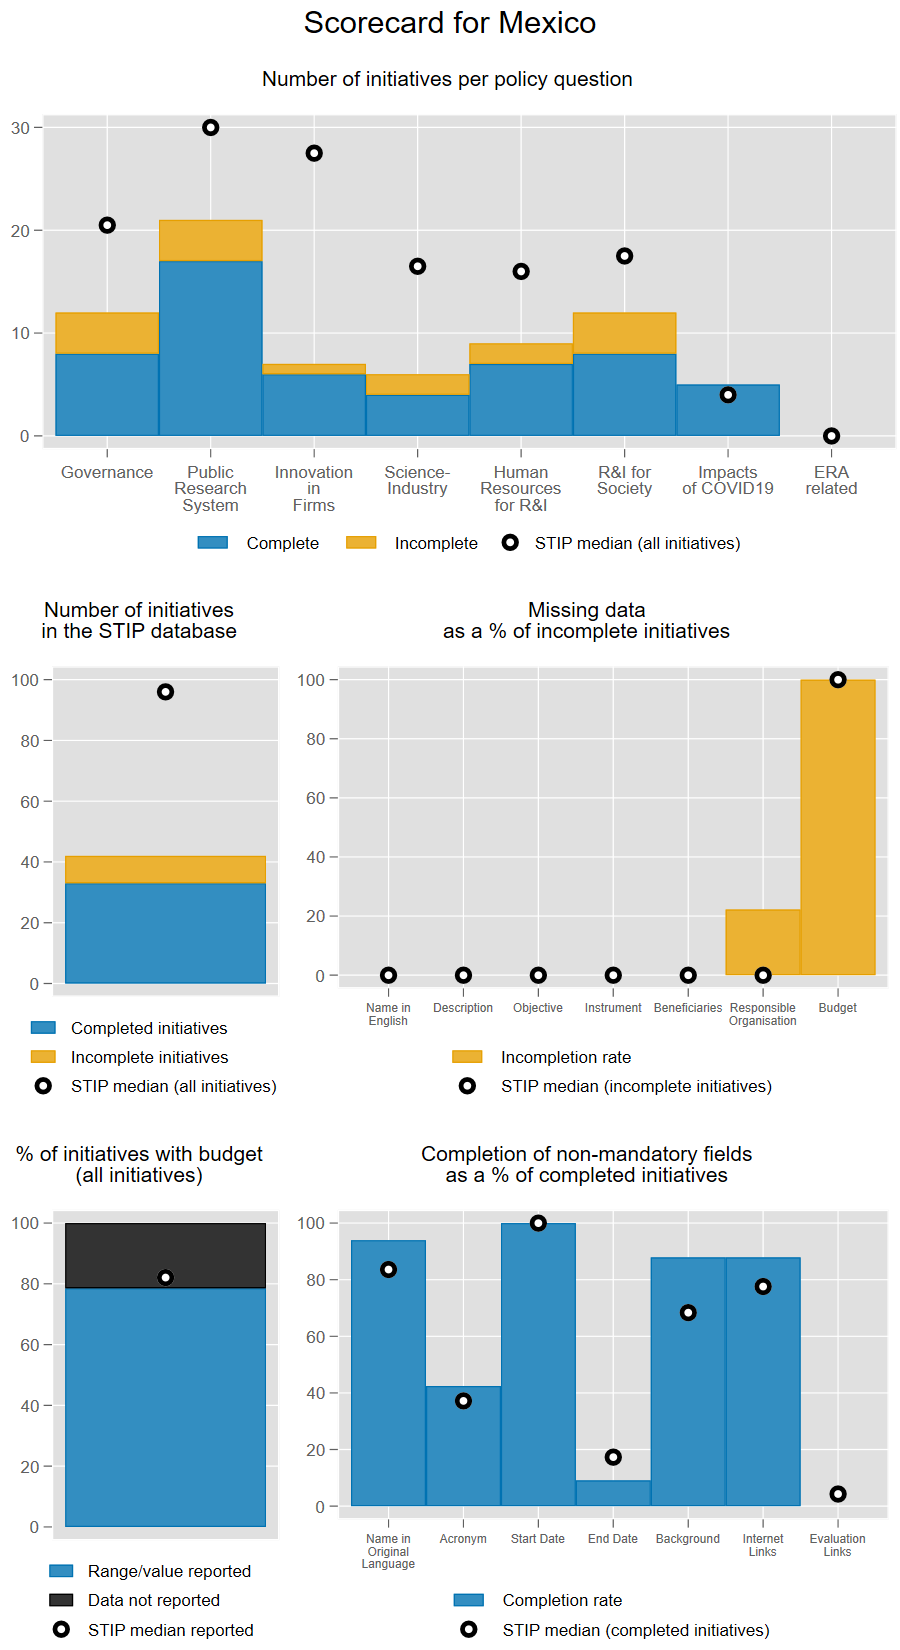 Scorecard for Mexico
Number of initiatives per policy question
30
20
10
0
Governance
Public
Research
System
Innovation
in
Firms
Science-
Industry
Human
Resources
for R&I
R&I for
Society
Impacts
of COVID19
ERA
related
Complete
Incomplete
STIP median (all initiatives)
Number of initiatives
in the STIP database
100
80
60
40
20
0
Completed initiatives
Incomplete initiatives
STIP median (all initiatives)
Missing data
as a % of incomplete initiatives
100
80
60
40
20
0
Name in
English
Description
Objective
Instrument
Beneficiaries
Responsible
Organisation
Budget
Incompletion rate
STIP median (incomplete initiatives)
% of initiatives with budget
(all initiatives)
100
80
60
40
20
0
Range/value reported
Data not reported
STIP median reported
Completion of non-mandatory fields
as a % of completed initiatives
100
80
60
40
20
0
Name in
Original
Language
Acronym
Start Date
End Date
Background
Internet
Links
Evaluation
Links
Completion rate
STIP median (completed initiatives)